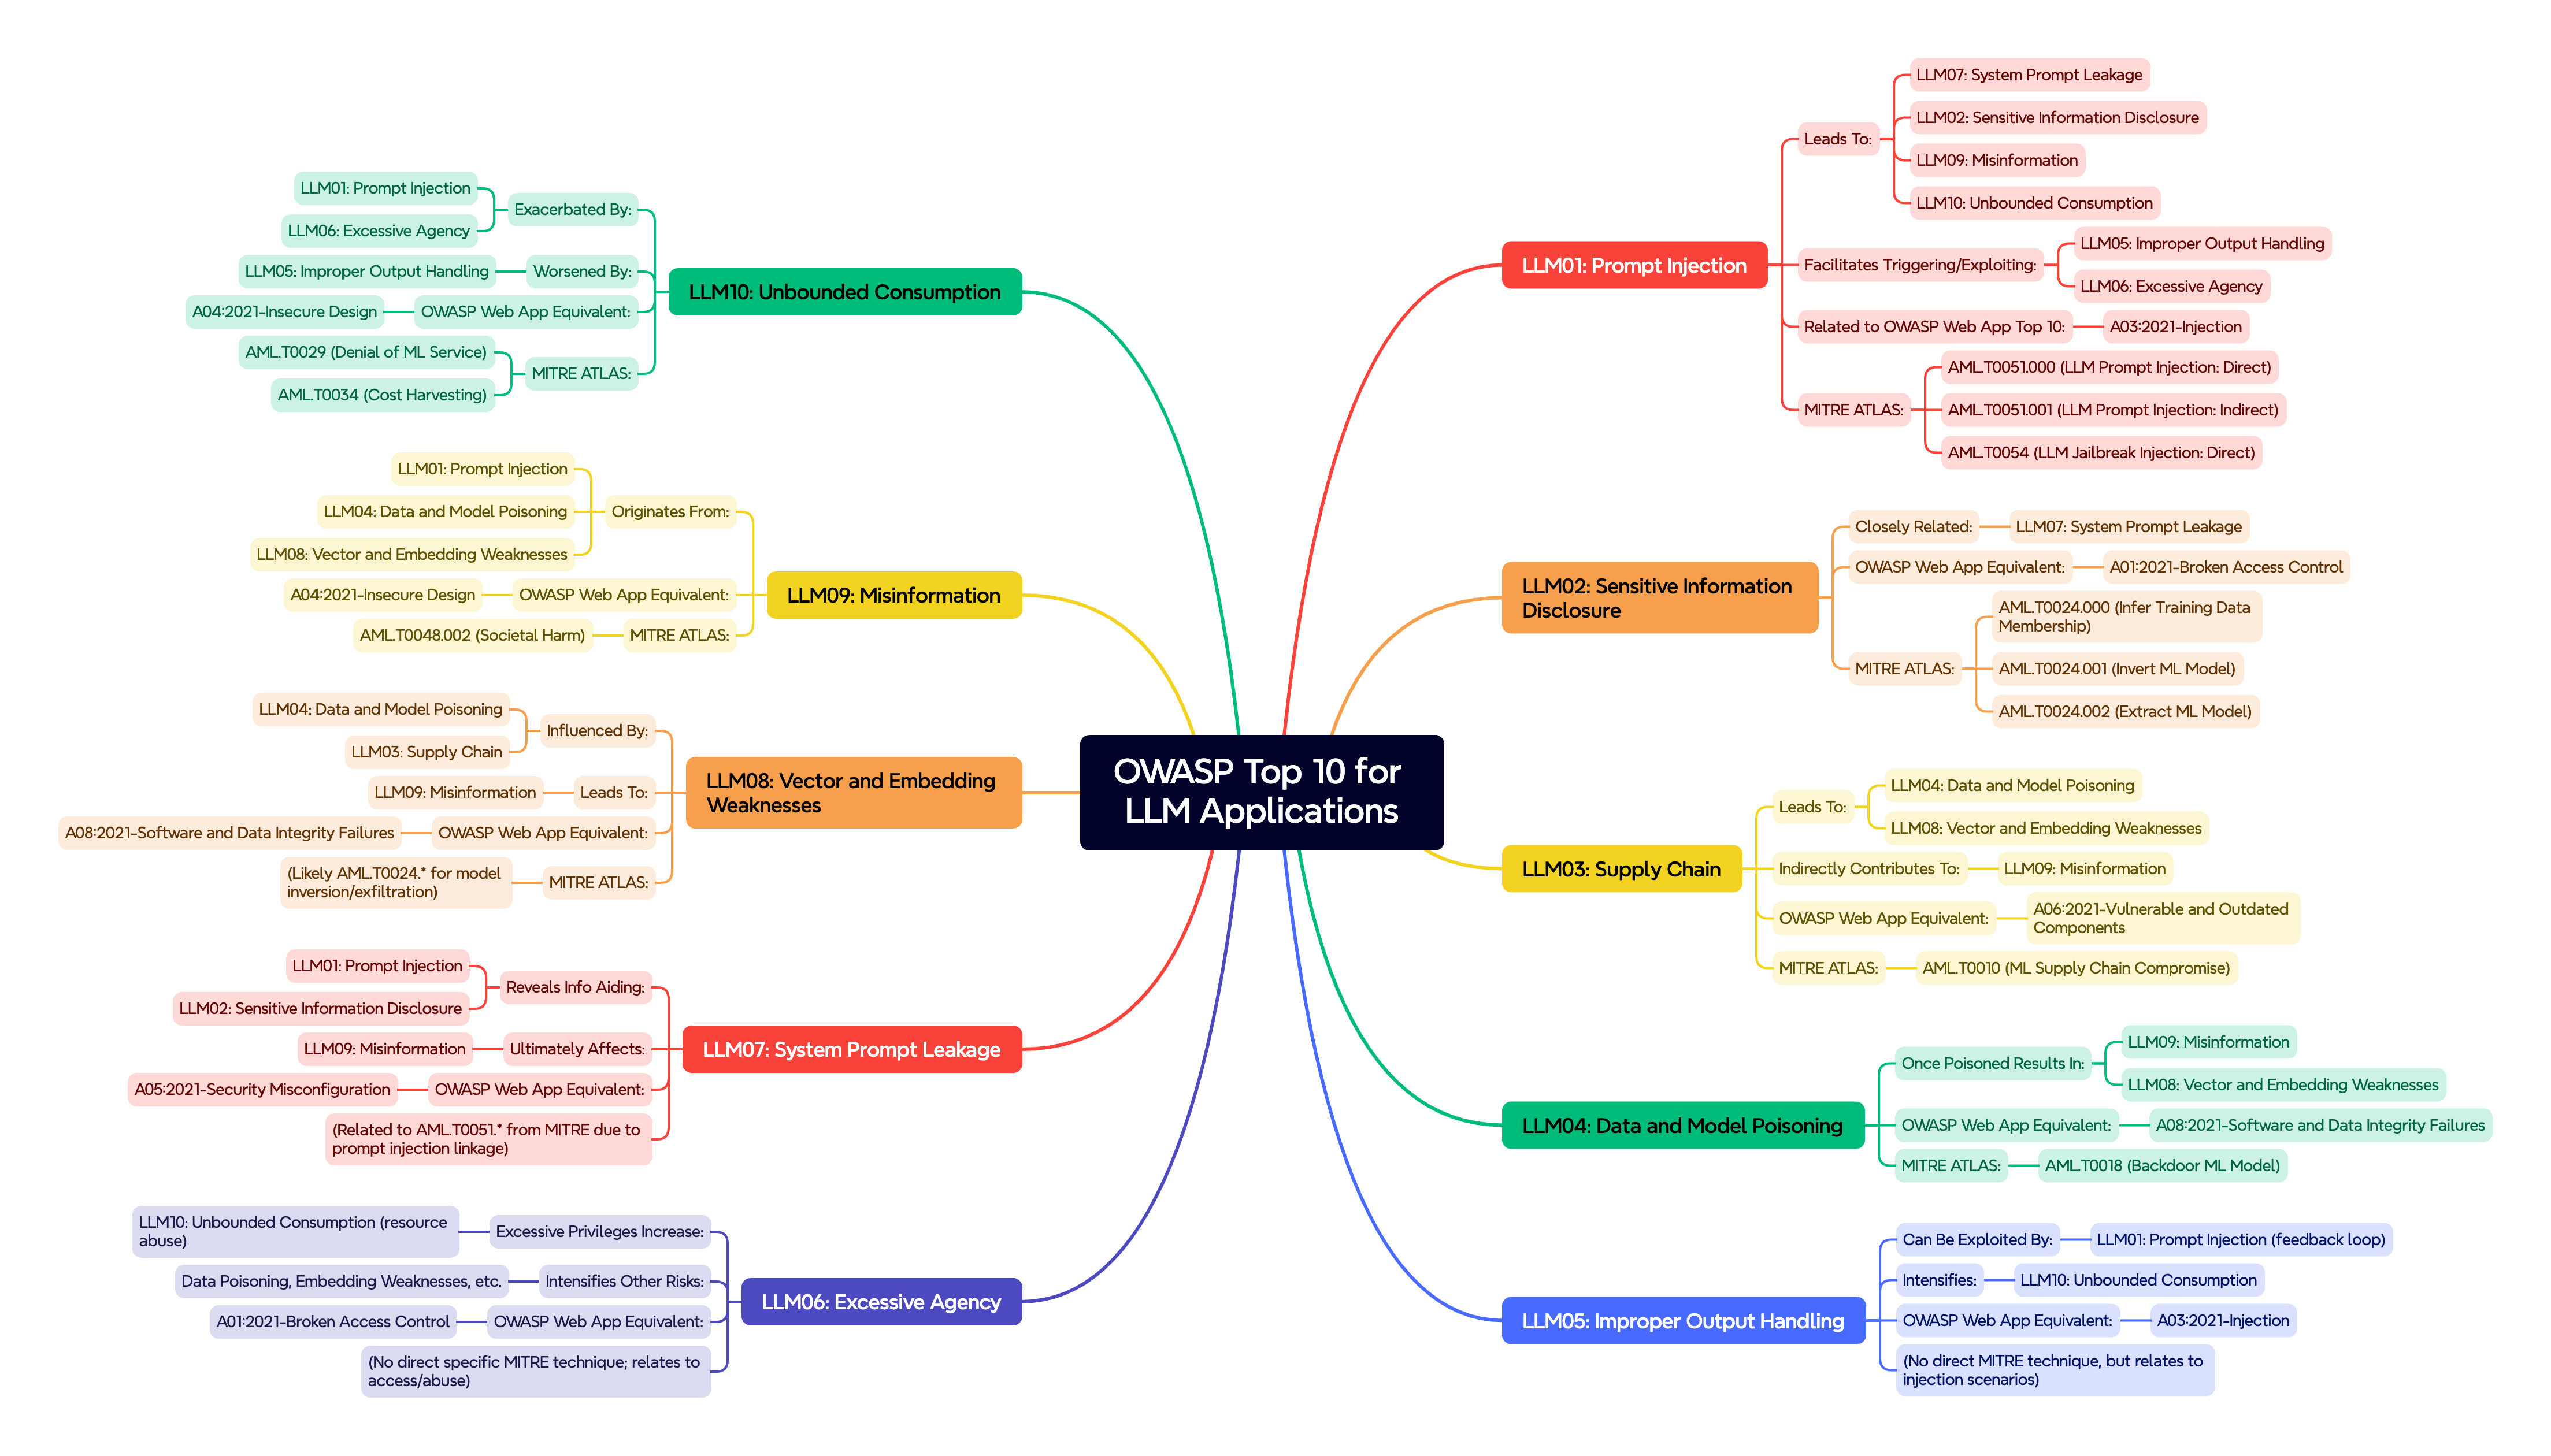 OWASP Top 10 for
LLM Applications
LLM01: Prompt Injection
Leads To:
LLM07: System Prompt Leakage
LLM02: Sensitive Information Disclosure
LLM09: Misinformation
LLM10: Unbounded Consumption
Facilitates Triggering/Exploiting:
LLM05: Improper Output Handling
LLM06: Excessive Agency
Related to OWASP Web App Top 10:
A03:2021-Injection
MITRE ATLAS:
AML.T0051.000 (LLM Prompt Injection: Direct)
AML.T0051.001 (LLM Prompt Injection: Indirect)
AML.T0054 (LLM Jailbreak Injection: Direct)
LLM02: Sensitive Information
Disclosure
Closely Related:
LLM07: System Prompt Leakage
OWASP Web App Equivalent:
A01:2021-Broken Access Control
MITRE ATLAS:
AML.T0024.000 (Infer Training Data
Membership)
AML.T0024.001 (Invert ML Model)
AML.T0024.002 (Extract ML Model)
LLM03: Supply Chain
Leads To:
LLM04: Data and Model Poisoning
LLM08: Vector and Embedding Weaknesses
Indirectly Contributes To:
LLM09: Misinformation
OWASP Web App Equivalent:
A06:2021-Vulnerable and Outdated
Components
MITRE ATLAS:
AML.T0010 (ML Supply Chain Compromise)
LLM04: Data and Model Poisoning
Once Poisoned Results In:
LLM09: Misinformation
LLM08: Vector and Embedding Weaknesses
OWASP Web App Equivalent:
A08:2021-Software and Data Integrity Failures
MITRE ATLAS:
AML.T0018 (Backdoor ML Model)
LLM05: Improper Output Handling
Can Be Exploited By:
LLM01: Prompt Injection (feedback loop)
Intensifies:
LLM10: Unbounded Consumption
OWASP Web App Equivalent:
A03:2021-Injection
(No direct MITRE technique, but relates to
injection scenarios)
LLM06: Excessive Agency
Excessive Privileges Increase:
LLM10: Unbounded Consumption (resource
abuse)
Intensifies Other Risks:
Data Poisoning, Embedding Weaknesses, etc.
OWASP Web App Equivalent:
A01:2021-Broken Access Control
(No direct specific MITRE technique; relates to
access/abuse)
LLM07: System Prompt Leakage
Reveals Info Aiding:
LLM01: Prompt Injection
LLM02: Sensitive Information Disclosure
Ultimately Affects:
LLM09: Misinformation
OWASP Web App Equivalent:
A05:2021-Security Misconfiguration
(Related to AML.T0051.* from MITRE due to
prompt injection linkage)
LLM08: Vector and Embedding
Weaknesses
Influenced By:
LLM04: Data and Model Poisoning
LLM03: Supply Chain
Leads To:
LLM09: Misinformation
OWASP Web App Equivalent:
A08:2021-Software and Data Integrity Failures
MITRE ATLAS:
(Likely AML.T0024.* for model
inversion/exfiltration)
LLM09: Misinformation
Originates From:
LLM01: Prompt Injection
LLM04: Data and Model Poisoning
LLM08: Vector and Embedding Weaknesses
OWASP Web App Equivalent:
A04:2021-Insecure Design
MITRE ATLAS:
AML.T0048.002 (Societal Harm)
LLM10: Unbounded Consumption
Exacerbated By:
LLM01: Prompt Injection
LLM06: Excessive Agency
Worsened By:
LLM05: Improper Output Handling
OWASP Web App Equivalent:
A04:2021-Insecure Design
MITRE ATLAS:
AML.T0029 (Denial of ML Service)
AML.T0034 (Cost Harvesting)